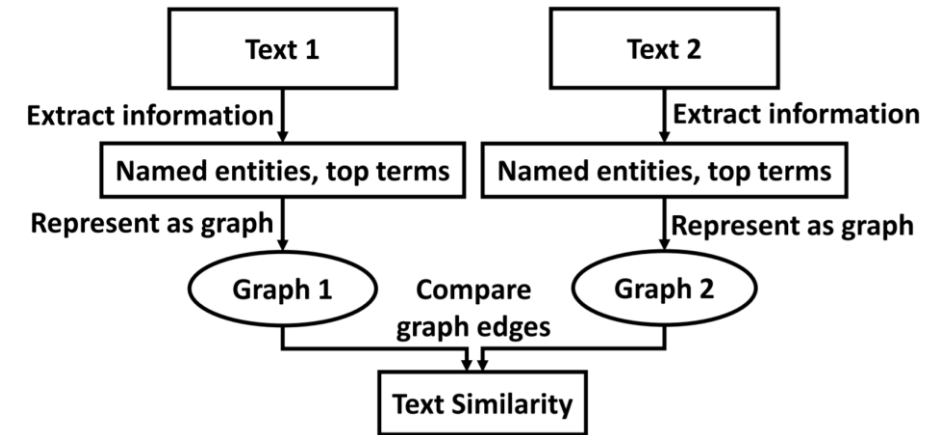 Text 1
Text 2
Extract information
Extract information
Named entities, top terms
Named entities, top terms
Represent as graph
Represent as graph
Graph 1
Compare
graph edges
Graph 2
Text Similarity